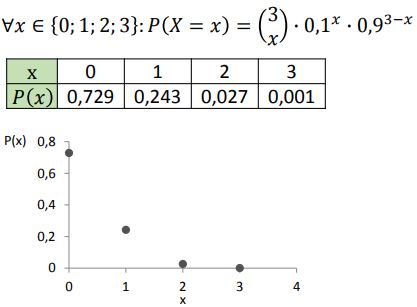 ∀x ∈ {0; 1; 2; 3}: P(X = x) = (3 x) · 0,1^x · 0,9^{3−x}
x 0 1 2 3
P(x) 0,729 0,243 0,027 0,001
P(x)
0,8
0,6
0,4
0,2
0
0 1 2 3 4
x